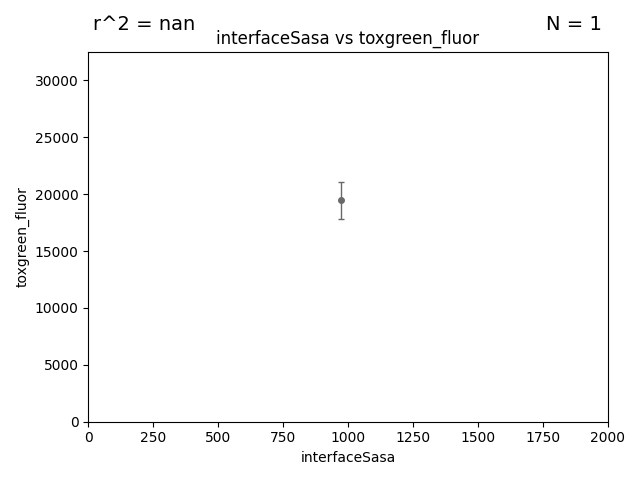 r^2 = nan
N = 1
interfaceSasa vs toxgreen_fluor
30000
25000
20000
15000
10000
5000
0
toxgreen_fluor
0 250 500 750 1000 1250 1500 1750 2000
interfaceSasa